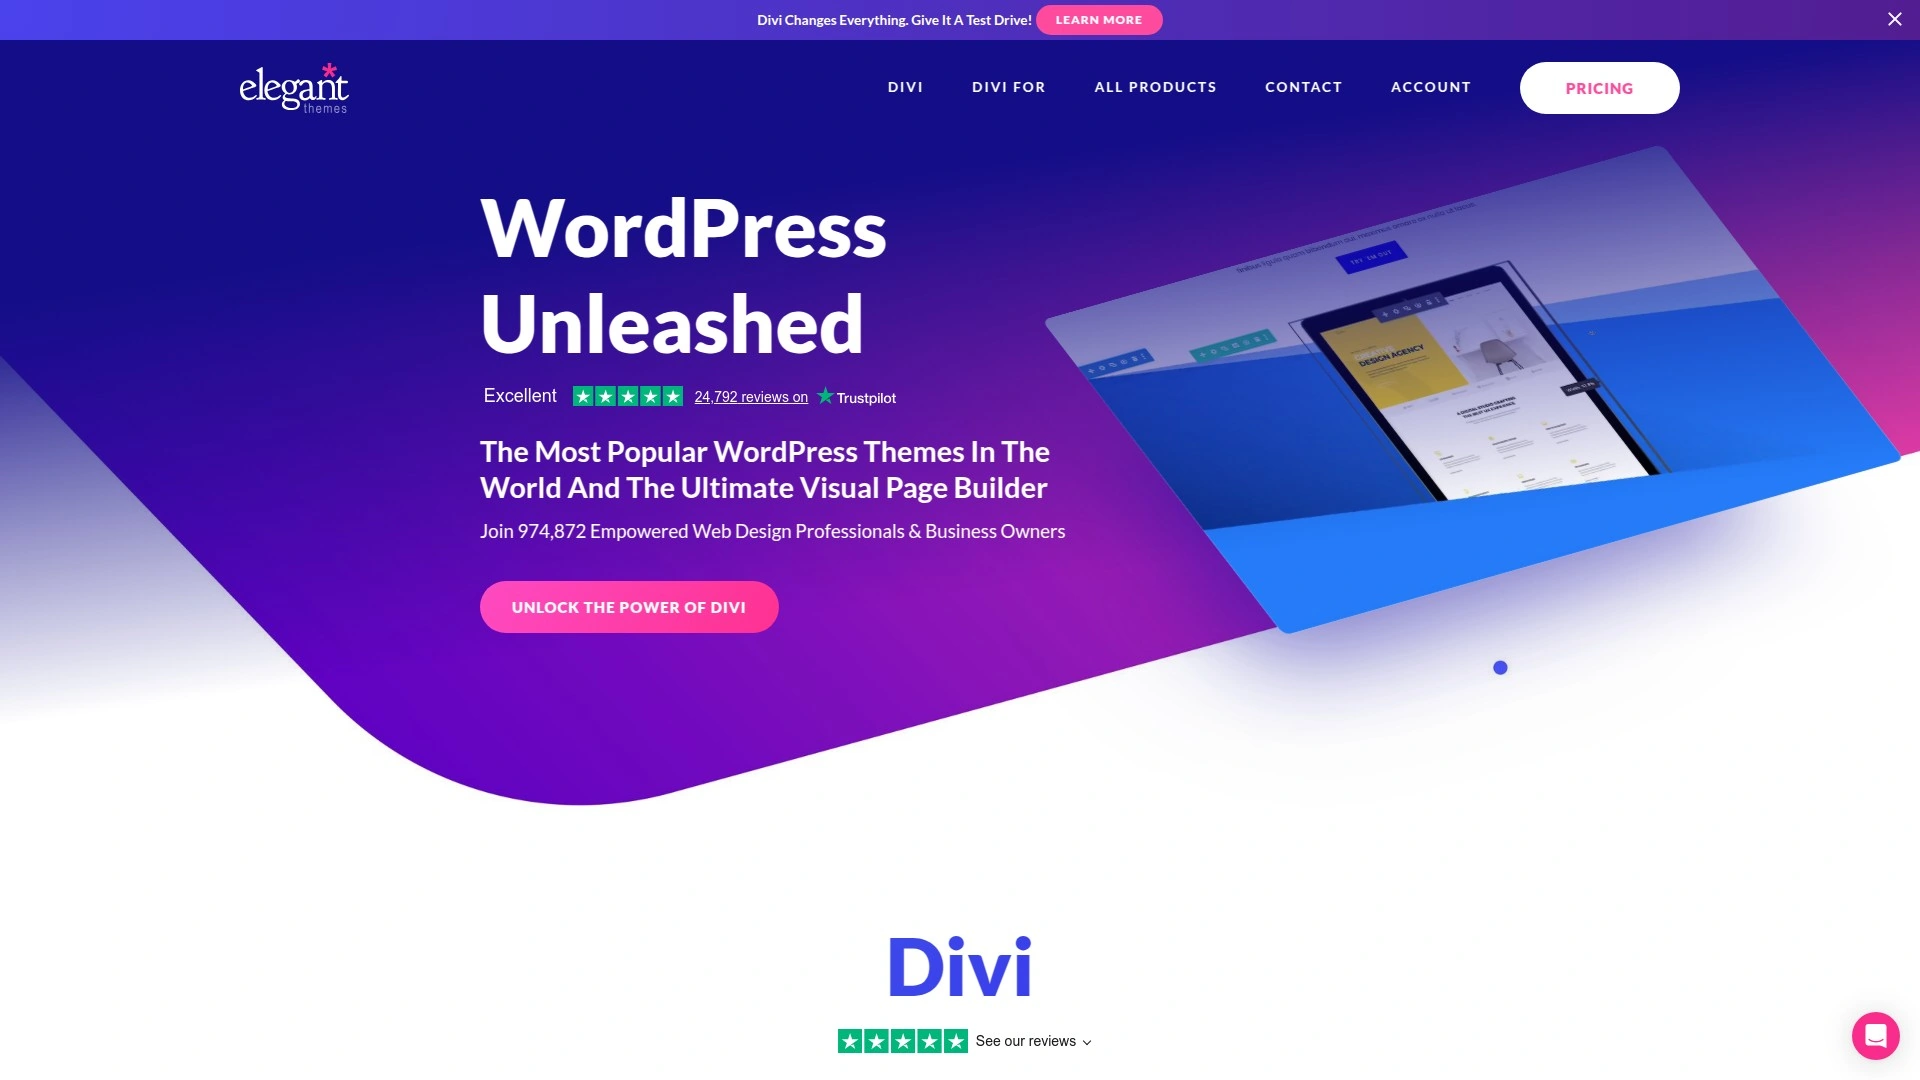 Divi Changes Everything. Give It A Test Drive! LEARN MORE
elegant themes
DIVI DIVI FOR ALL PRODUCTS CONTACT ACCOUNT PRICING
WordPress
Unleashed
Excellent 24,792 reviews on Trustpilot
The Most Popular WordPress Themes In The
World And The Ultimate Visual Page Builder
Join 974,872 Empowered Web Design Professionals & Business Owners
UNLOCK THE POWER OF DIVI
TRY 'EM OUT
DESIGN AGENCY
Divi
See our reviews